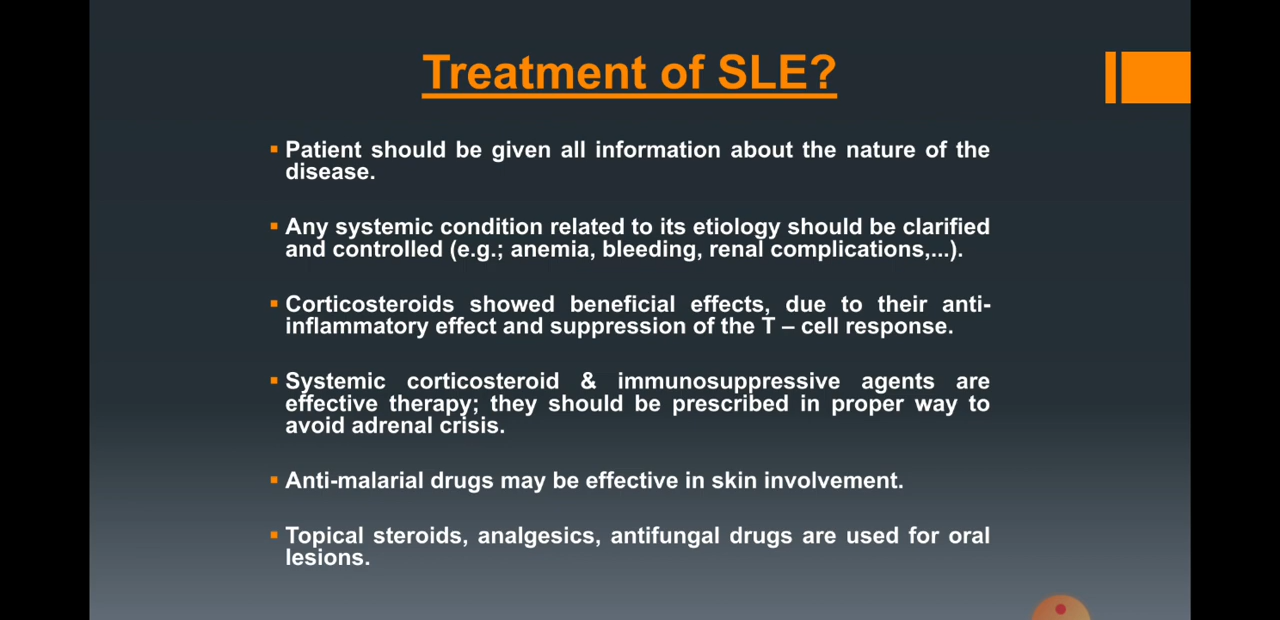 Treatment of SLE?
▪ Patient should be given all information about the nature of the
disease.
▪ Any systemic condition related to its etiology should be clarified
and controlled (e.g.; anemia, bleeding, renal complications,...).
▪ Corticosteroids showed beneficial effects, due to their anti-
inflammatory effect and suppression of the T – cell response.
▪ Systemic corticosteroid & immunosuppressive agents are
effective therapy; they should be prescribed in proper way to
avoid adrenal crisis.
▪ Anti-malarial drugs may be effective in skin involvement.
▪ Topical steroids, analgesics, antifungal drugs are used for oral
lesions.